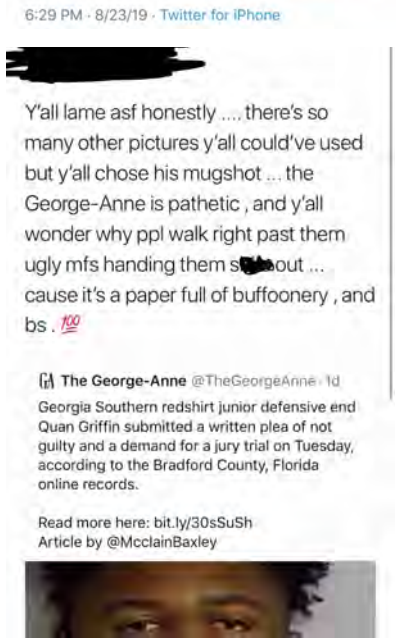 6:29 PM · 8/23/19 · Twitter for iPhone
Y'all lame asf honestly .... there's so
many other pictures y'all could've used
but y'all chose his mugshot ... the
George-Anne is pathetic , and y'all
wonder why ppl walk right past them
ugly mfs handing them out ...
cause it's a paper full of buffoonery , and
bs . 💯
GA The George-Anne @TheGeorgeAnne · 1d
Georgia Southern redshirt junior defensive end
Quan Griffin submitted a written plea of not
guilty and a demand for a jury trial on Tuesday,
according to the Bradford County, Florida
online records.
Read more here: bit.ly/30sSuSh
Article by @McclainBaxley